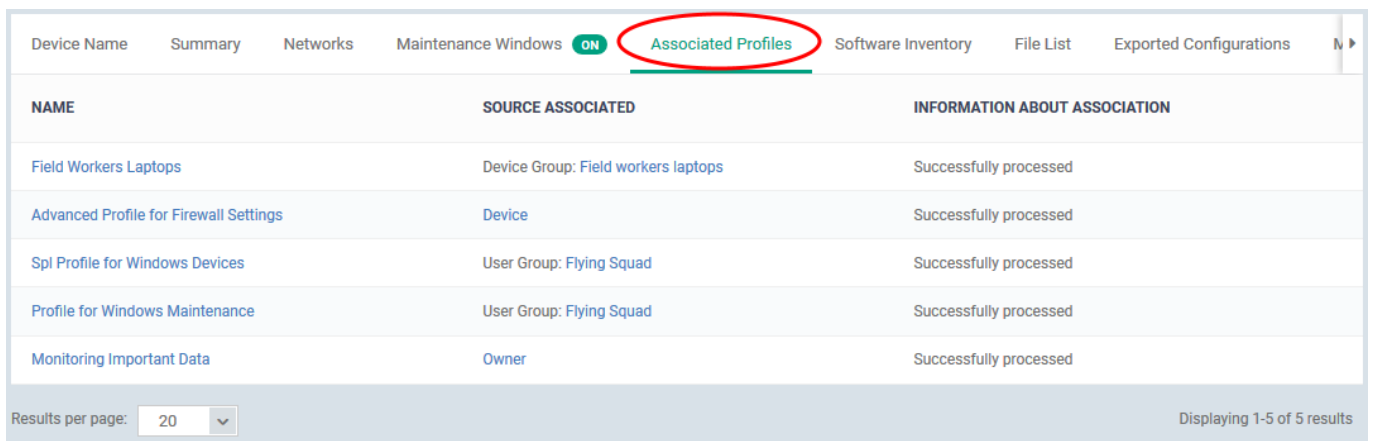 Device Name Summary Networks Maintenance Windows ON Associated Profiles Software Inventory File List Exported Configurations
NAME SOURCE ASSOCIATED INFORMATION ABOUT ASSOCIATION
Field Workers Laptops Device Group: Field workers laptops Successfully processed
Advanced Profile for Firewall Settings Device Successfully processed
Spl Profile for Windows Devices User Group: Flying Squad Successfully processed
Profile for Windows Maintenance User Group: Flying Squad Successfully processed
Monitoring Important Data Owner Successfully processed
Results per page: 20 Displaying 1-5 of 5 results